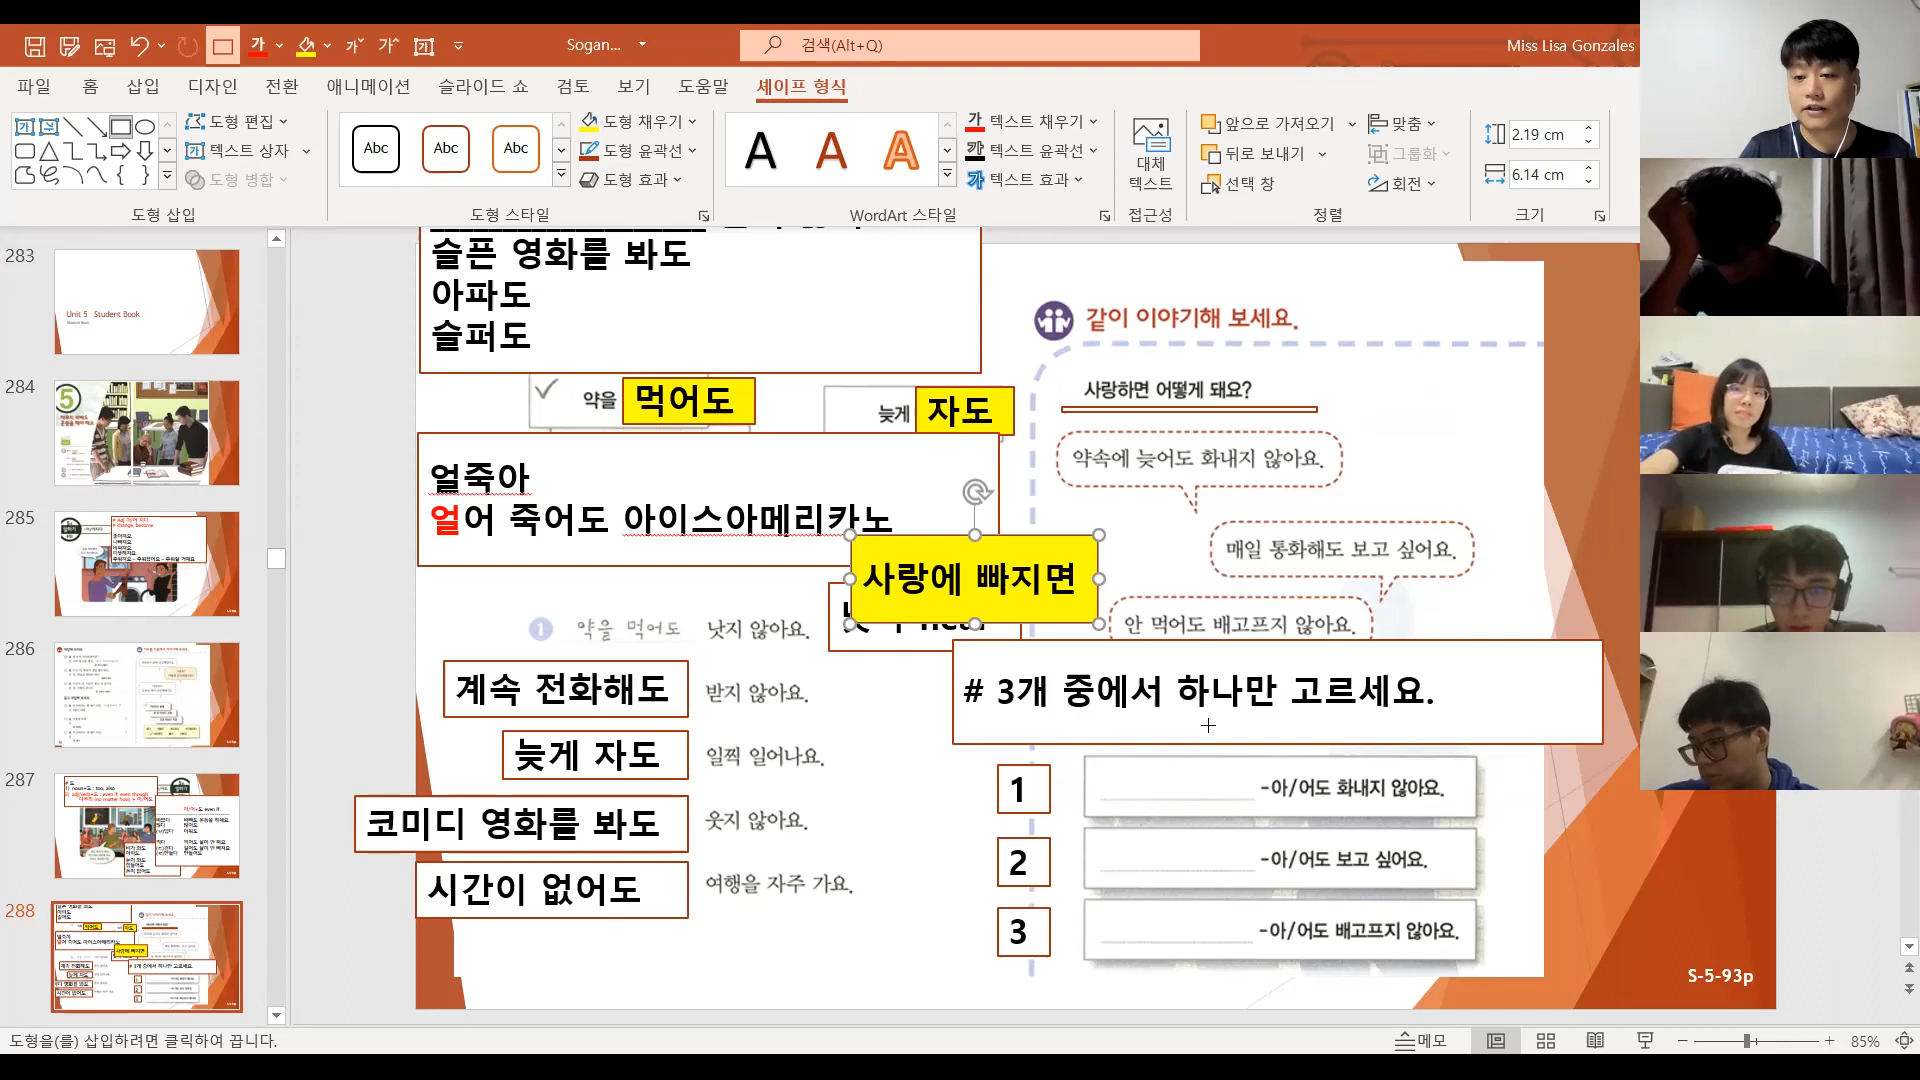 Sogan...
검색(Alt+Q)
Miss Lisa Gonzales
파일 홈 삽입 디자인 전환 애니메이션 슬라이드 쇼 검토 보기 도움말 셰이프 형식
도형 편집
텍스트 상자
도형 병합
도형 삽입
Abc Abc Abc
도형 채우기
도형 윤곽선
도형 효과
도형 스타일
A A A
텍스트 채우기
텍스트 윤곽선
텍스트 효과
WordArt 스타일
대체
텍스트
접근성
앞으로 가져오기
뒤로 보내기
선택 창
맞춤
그룹화
회전
정렬
2.19 cm
6.14 cm
크기
283
Unit 5 Student Book
284
5
285
286
287
288
슬픈 영화를 봐도
아파도
슬퍼도
약을 먹어도
늦게 자도
얼죽아
얼어 죽어도 아이스아메리카노
사랑에 빠지면
1 약을 먹어도 낫지 않아요.
계속 전화해도 받지 않아요.
늦게 자도 일찍 일어나요.
코미디 영화를 봐도 웃지 않아요.
시간이 없어도 여행을 자주 가요.
같이 이야기해 보세요.
사랑하면 어떻게 돼요?
약속에 늦어도 화내지 않아요.
매일 통화해도 보고 싶어요.
안 먹어도 배고프지 않아요.
# 3개 중에서 하나만 고르세요.
1 -아/어도 화내지 않아요.
2 -아/어도 보고 싶어요.
3 -아/어도 배고프지 않아요.
S-5-93p
도형을(를) 삽입하려면 클릭하여 끕니다.
메모
85%